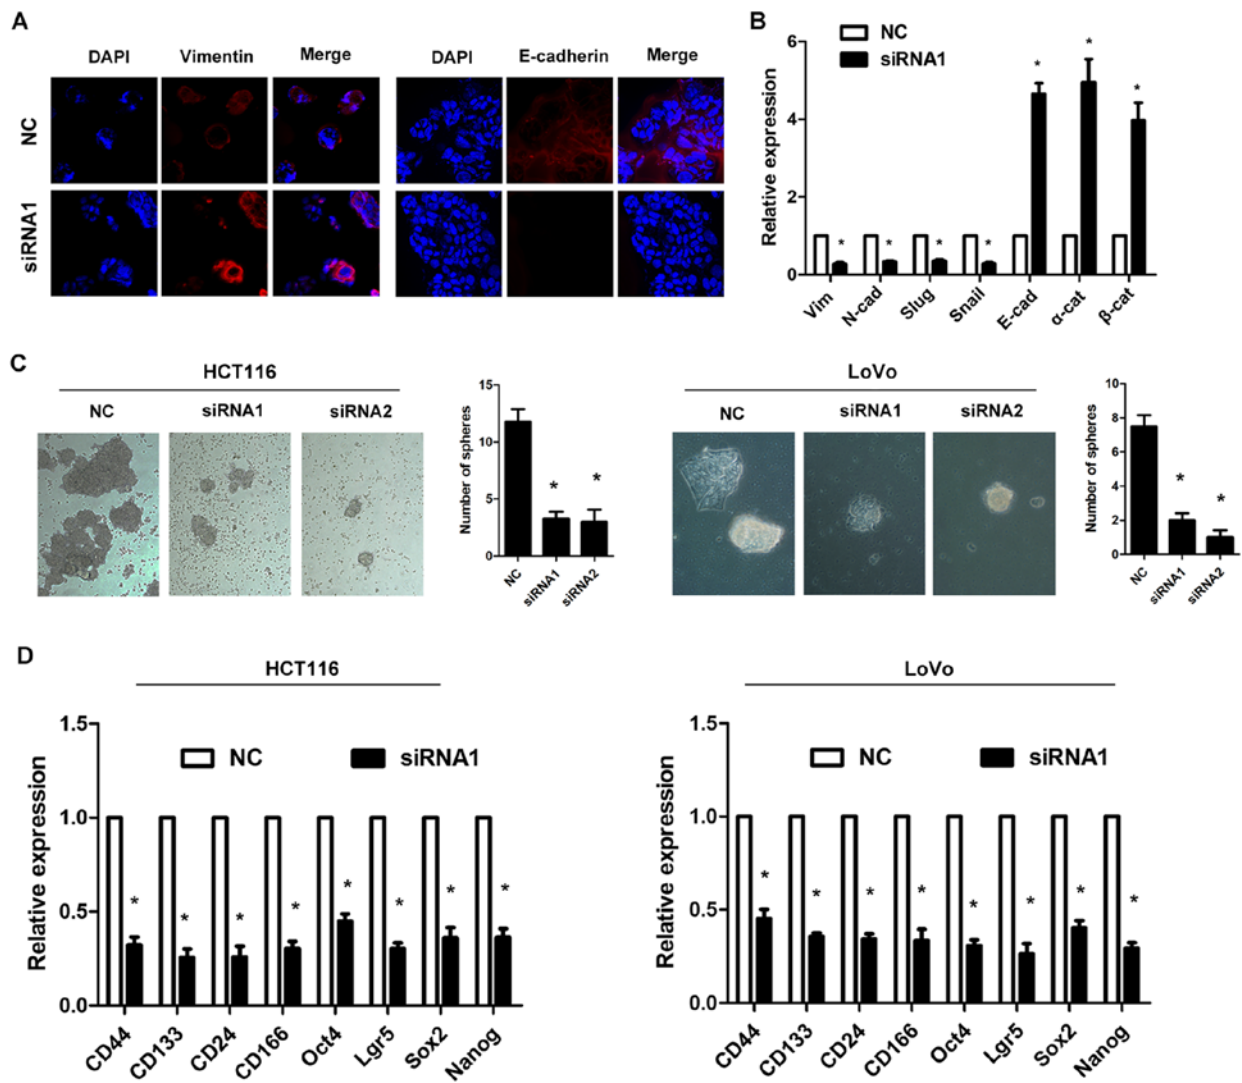 A
DAPI Vimentin Merge DAPI E-cadherin Merge
NC
siRNA1
B
NC
siRNA1
Relative expression
6
4
2
0
* * * * * * *
Vim N-cad Slug Snail E-cad α-cat β-cat
C
HCT116
NC siRNA1 siRNA2
Number of spheres
15
10
5
0
* *
NC siRNA1 siRNA2
LoVo
NC siRNA1 siRNA2
Number of spheres
10
8
6
4
2
0
* *
NC siRNA1 siRNA2
D
HCT116
NC siRNA1
Relative expression
1.5
1.0
0.5
0.0
* * * * * * * *
CD44 CD133 CD24 CD166 Oct4 Lgr5 Sox2 Nanog
LoVo
NC siRNA1
Relative expression
1.5
1.0
0.5
0.0
* * * * * * * *
CD44 CD133 CD24 CD166 Oct4 Lgr5 Sox2 Nanog